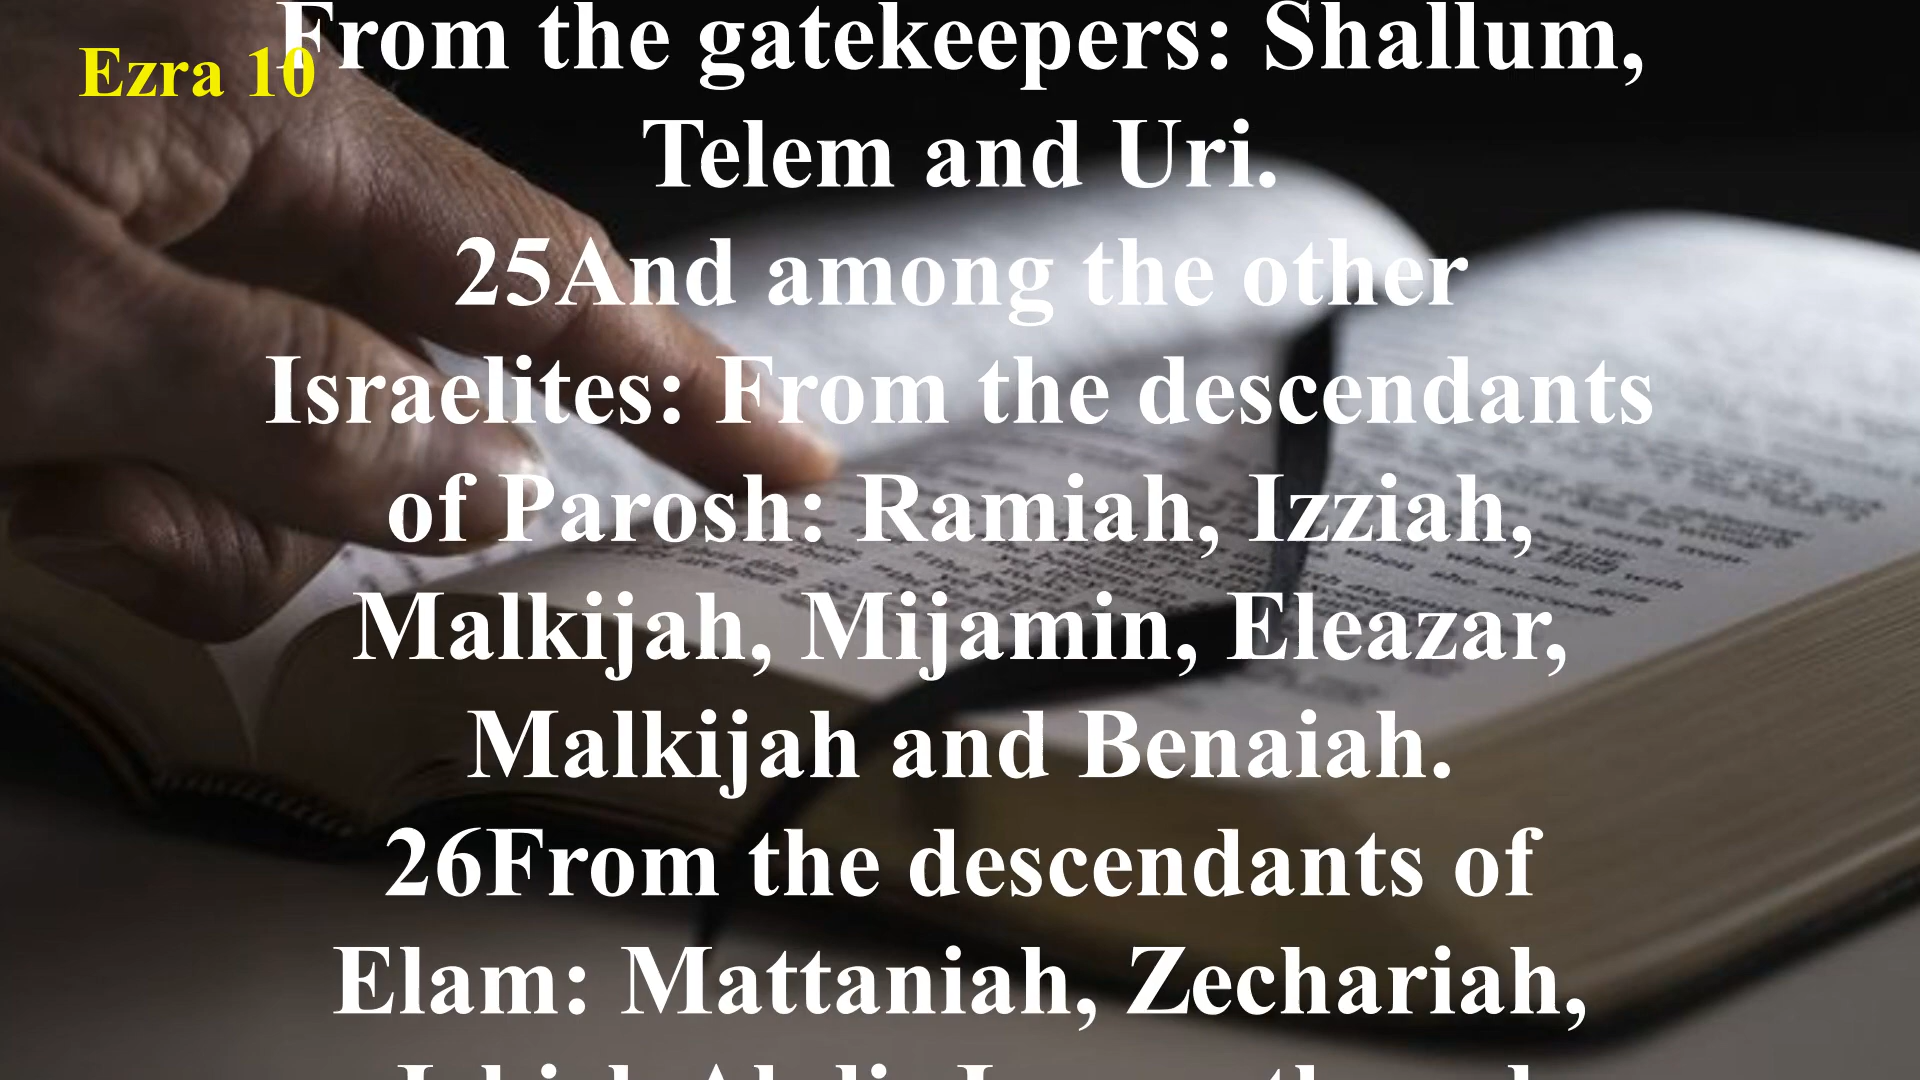 Ezra 10
From the gatekeepers: Shallum,
Telem and Uri.
25And among the other
Israelites: From the descendants
of Parosh: Ramiah, Izziah,
Malkijah, Mijamin, Eleazar,
Malkijah and Benaiah.
26From the descendants of
Elam: Mattaniah, Zechariah,